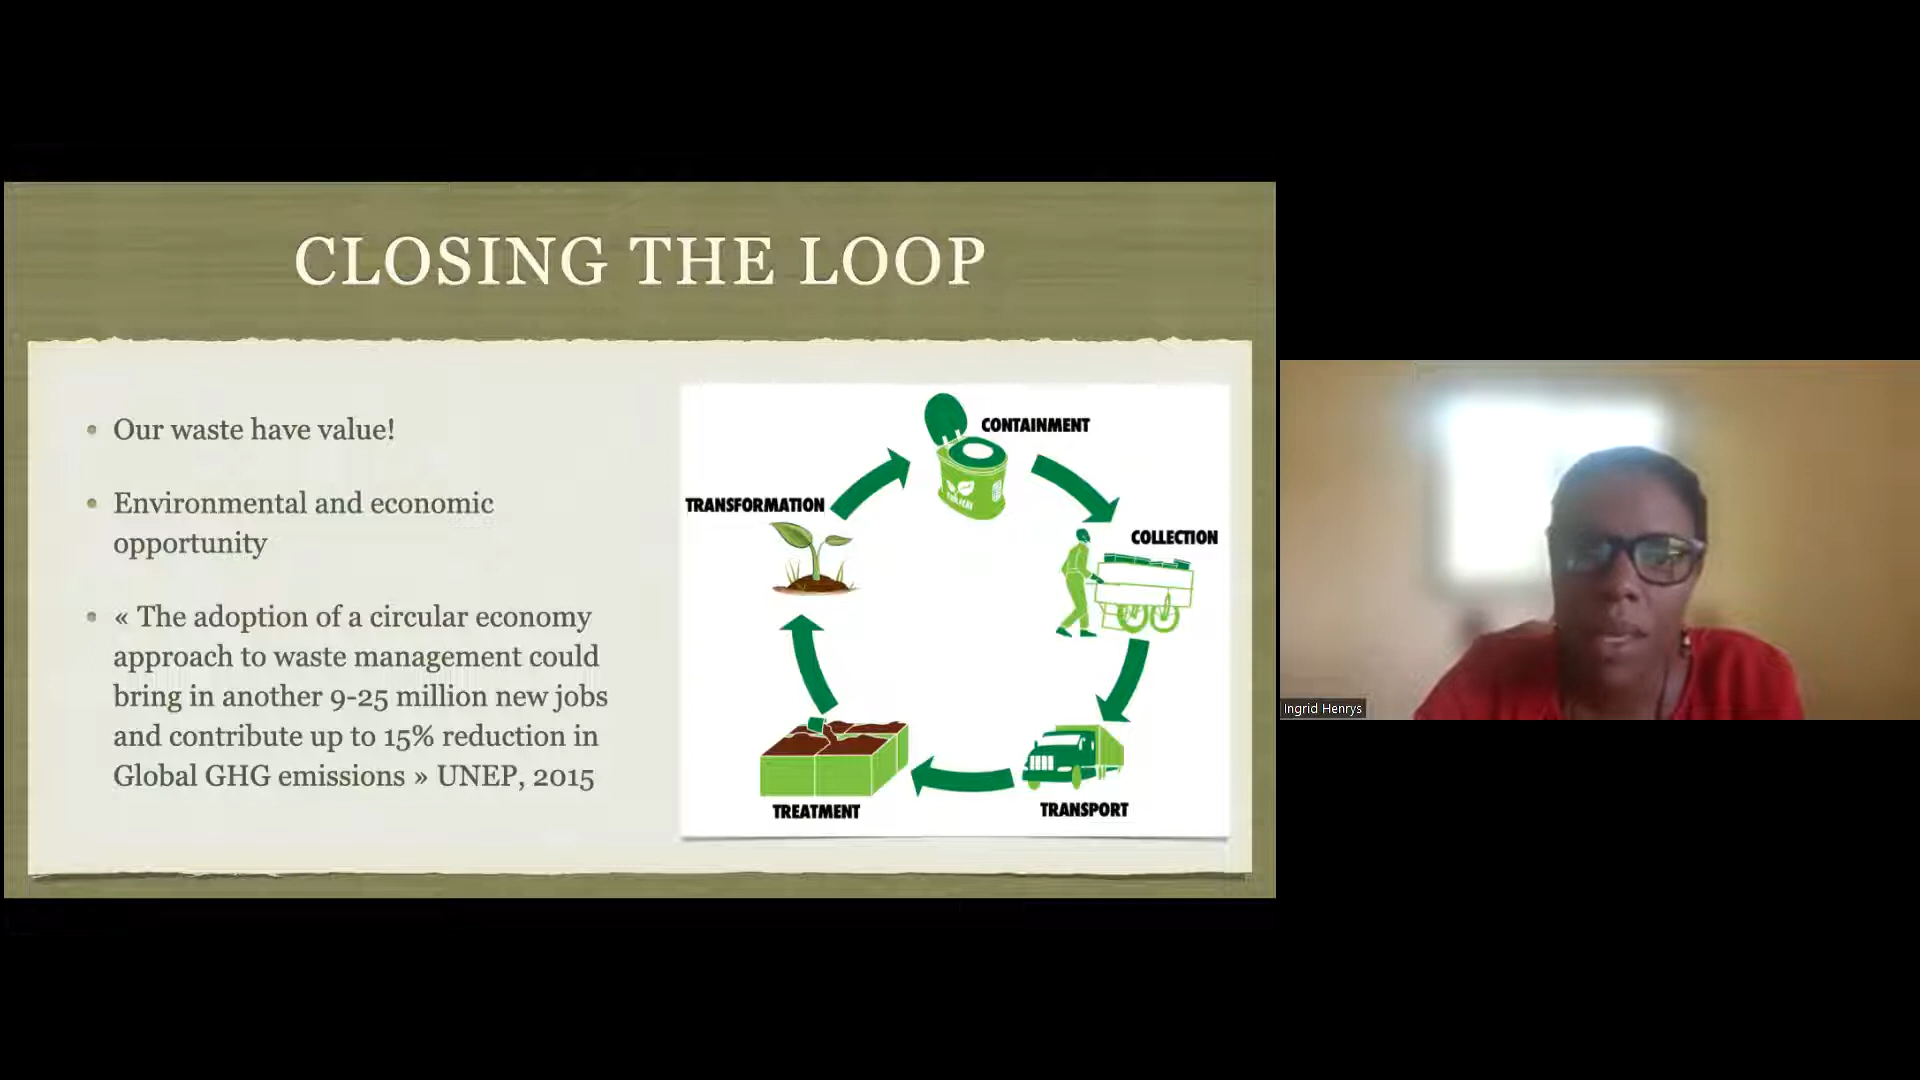 CLOSING THE LOOP
• Our waste have value!
• Environmental and economic
opportunity
• « The adoption of a circular economy
approach to waste management could
bring in another 9-25 million new jobs
and contribute up to 15% reduction in
Global GHG emissions » UNEP, 2015
CONTAINMENT
COLLECTION
TRANSPORT
TREATMENT
TRANSFORMATION
Ingrid Henrys